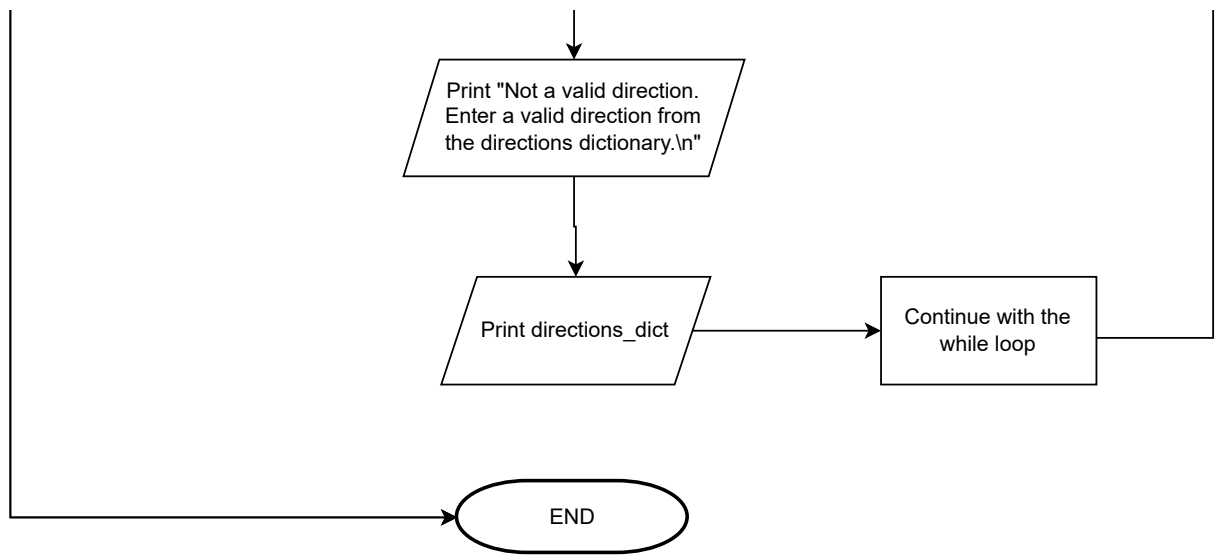 Print "Not a valid direction.
Enter a valid direction from
the directions dictionary.\n"
Print directions_dict
Continue with the
while loop
END